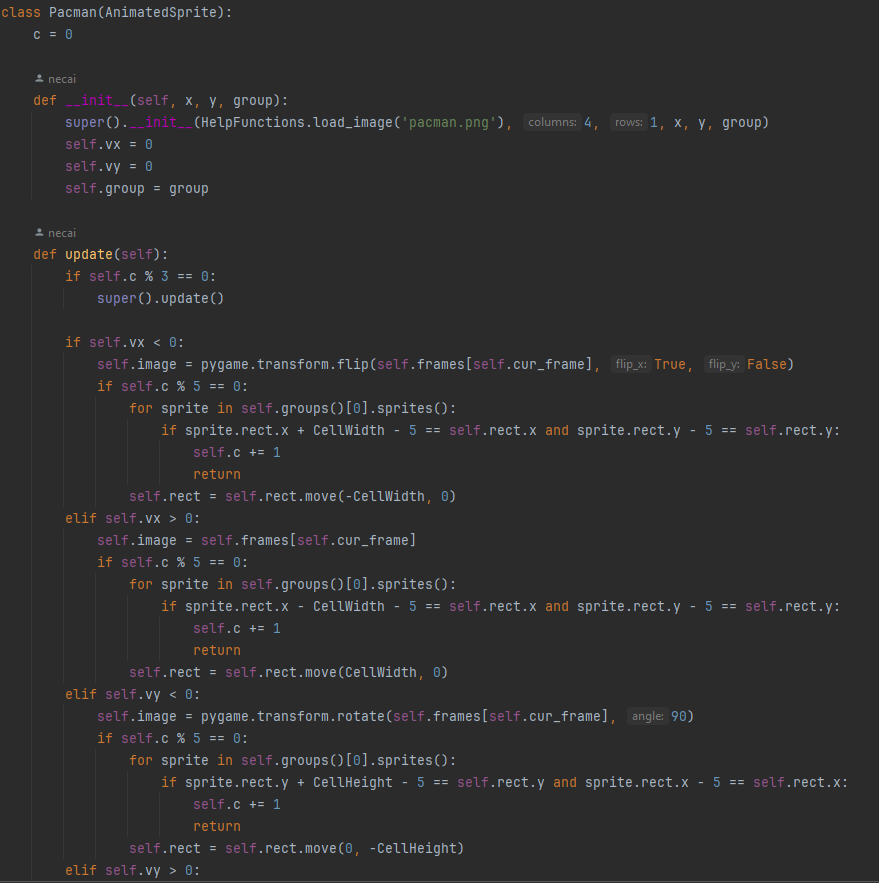 class Pacman(AnimatedSprite):
    c = 0

    necai
    def __init__(self, x, y, group):
        super().__init__(HelpFunctions.load_image('pacman.png'), columns: 4, rows: 1, x, y, group)
        self.vx = 0
        self.vy = 0
        self.group = group

    necai
    def update(self):
        if self.c % 3 == 0:
            super().update()

        if self.vx < 0:
            self.image = pygame.transform.flip(self.frames[self.cur_frame], flip_x: True, flip_y: False)
            if self.c % 5 == 0:
                for sprite in self.groups()[0].sprites():
                    if sprite.rect.x + CellWidth - 5 == self.rect.x and sprite.rect.y - 5 == self.rect.y:
                        self.c += 1
                        return
                self.rect = self.rect.move(-CellWidth, 0)
        elif self.vx > 0:
            self.image = self.frames[self.cur_frame]
            if self.c % 5 == 0:
                for sprite in self.groups()[0].sprites():
                    if sprite.rect.x - CellWidth - 5 == self.rect.x and sprite.rect.y - 5 == self.rect.y:
                        self.c += 1
                        return
                self.rect = self.rect.move(CellWidth, 0)
        elif self.vy < 0:
            self.image = pygame.transform.rotate(self.frames[self.cur_frame], angle: 90)
            if self.c % 5 == 0:
                for sprite in self.groups()[0].sprites():
                    if sprite.rect.y + CellHeight - 5 == self.rect.y and sprite.rect.x - 5 == self.rect.x:
                        self.c += 1
                        return
                self.rect = self.rect.move(0, -CellHeight)
        elif self.vy > 0: